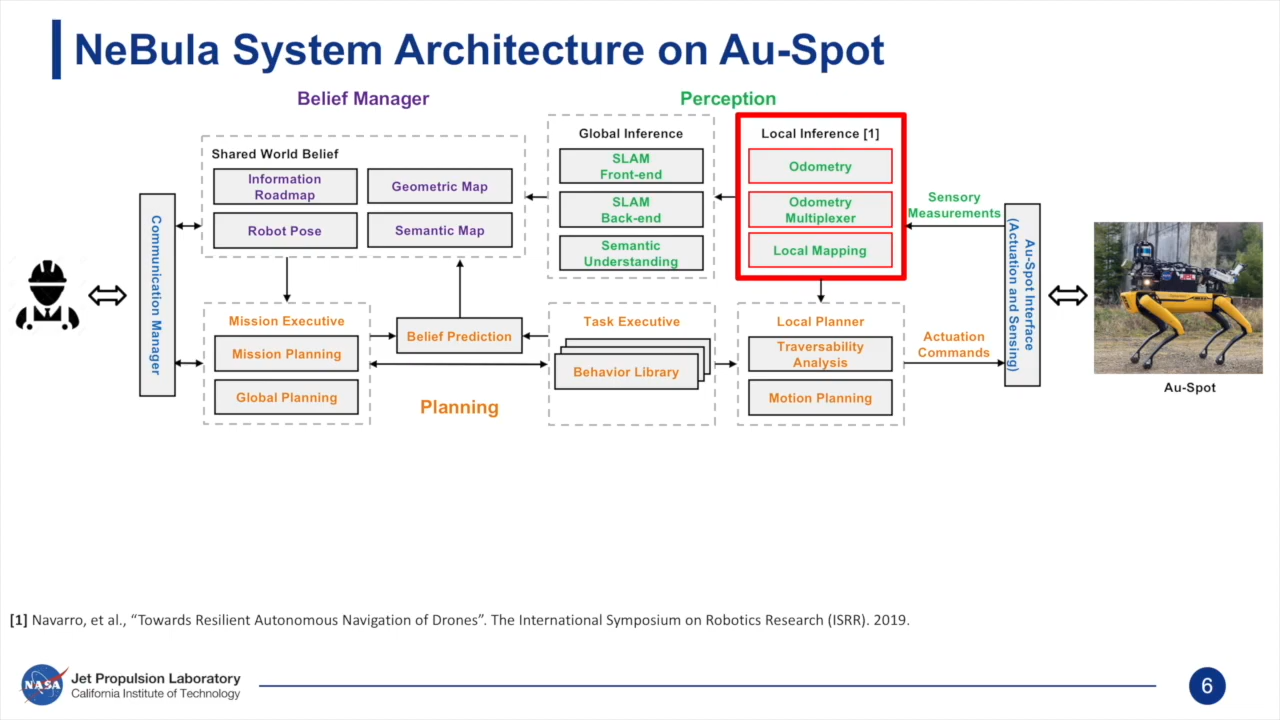 NeBula System Architecture on Au-Spot
Belief Manager
Perception
Shared World Belief
Information
Roadmap
Geometric Map
Robot Pose
Semantic Map
Global Inference
SLAM
Front-end
SLAM
Back-end
Semantic
Understanding
Local Inference [1]
Odometry
Odometry
Multiplexer
Local Mapping
Sensory
Measurements
Communication Manager
Au-Spot Interface
(Actuation and Sensing)
Mission Executive
Mission Planning
Global Planning
Belief Prediction
Planning
Task Executive
Behavior Library
Local Planner
Traversability
Analysis
Motion Planning
Actuation
Commands
Au-Spot
[1] Navarro, et al., “Towards Resilient Autonomous Navigation of Drones”. The International Symposium on Robotics Research (ISRR). 2019.
NASA
Jet Propulsion Laboratory
California Institute of Technology
6